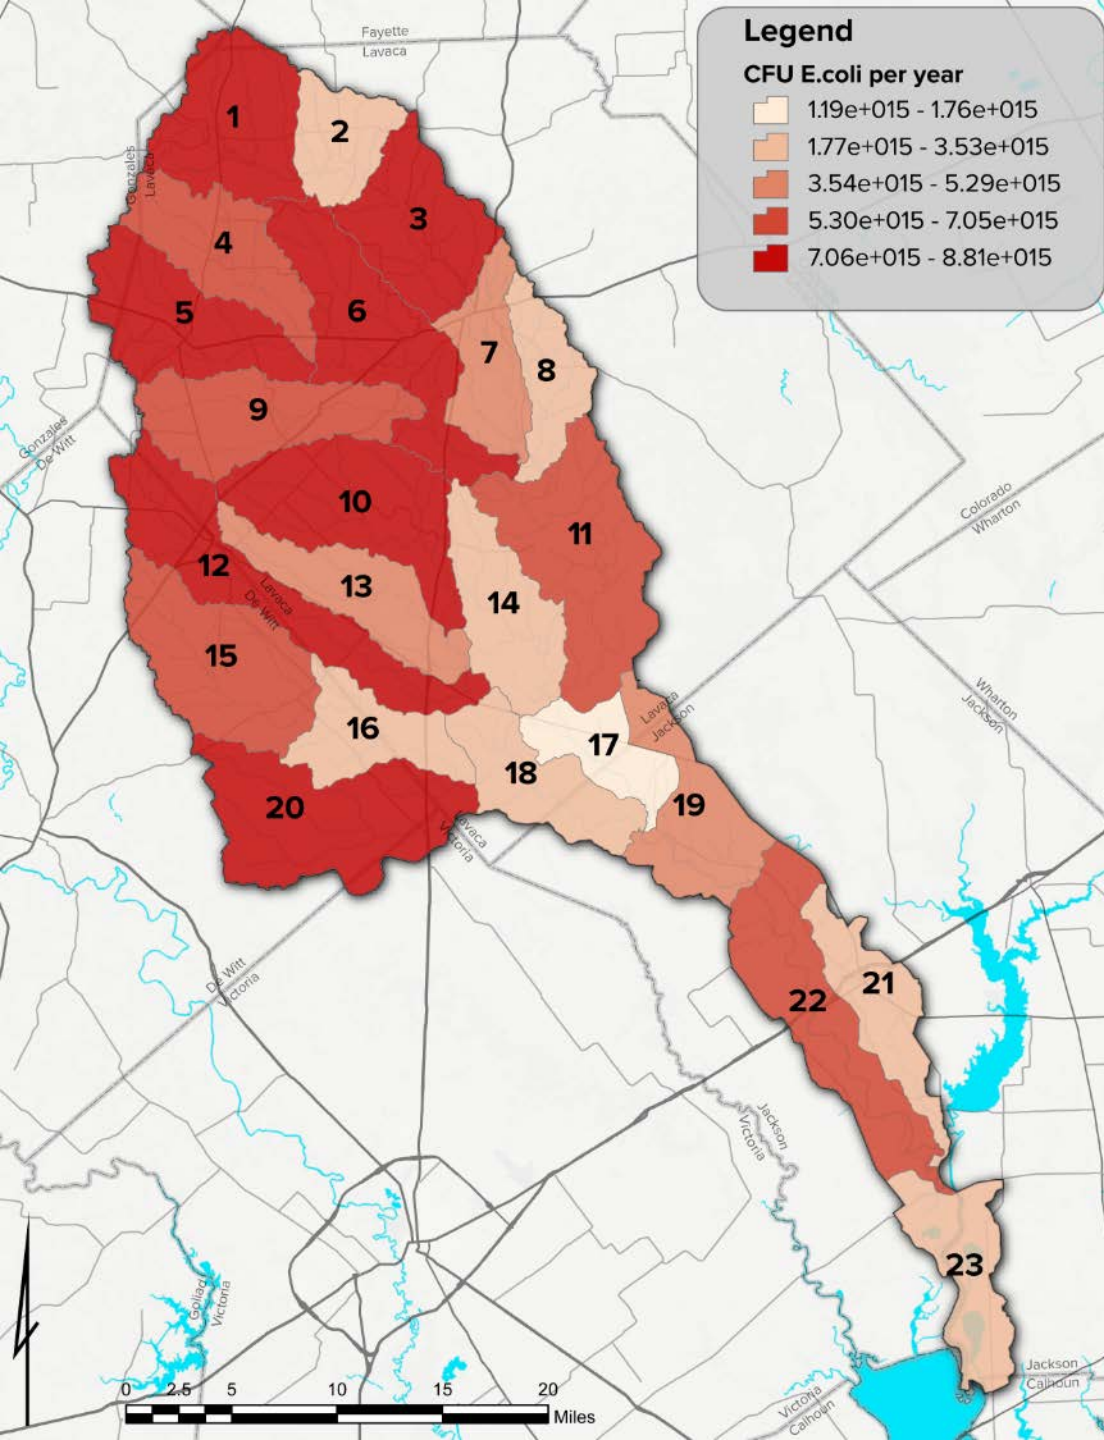 Legend
CFU E.coli per year
1.19e+015 - 1.76e+015
1.77e+015 - 3.53e+015
3.54e+015 - 5.29e+015
5.30e+015 - 7.05e+015
7.06e+015 - 8.81e+015
Fayette
Lavaca
1
2
Gonzales
Lavaca
3
4
5
6
7
8
9
Gonzales
De Witt
10
Colorado
Wharton
11
12
13
Lavaca
De Witt
14
15
Wharton
Jackson
Lavaca
Jackson
16
17
18
19
20
Lavaca
Victoria
De Witt
Victoria
21
22
Jackson
Victoria
23
Goliad
Victoria
Jackson
Calhoun
Victoria
Calhoun
0 2.5 5 10 15 20
Miles